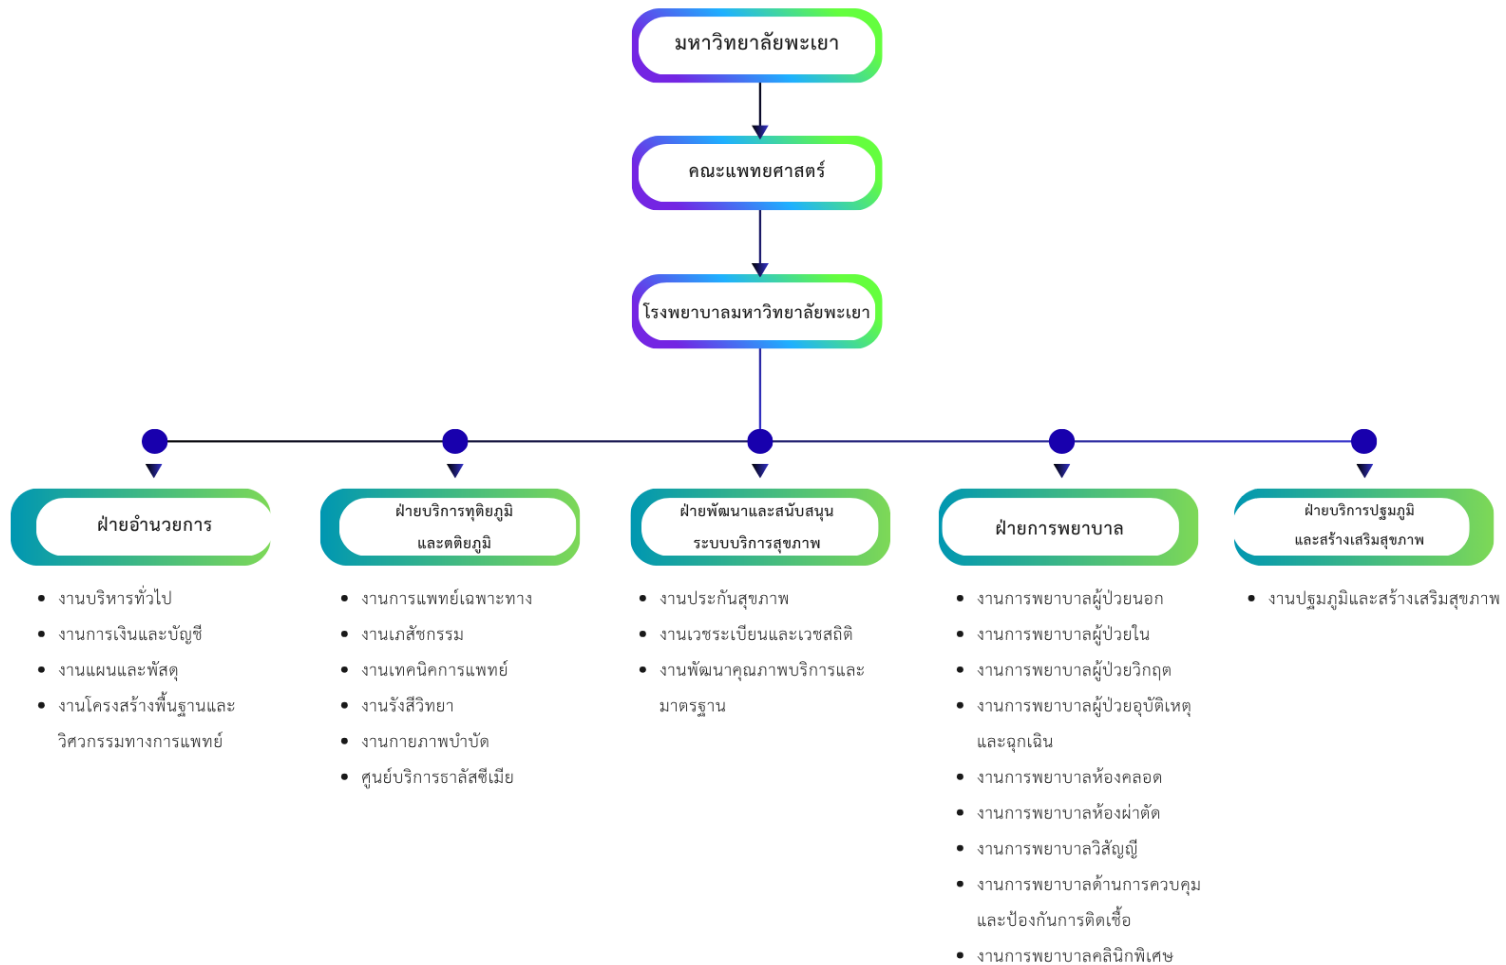 มหาวิทยาลัยพะเยา
คณะแพทยศาสตร์
โรงพยาบาลมหาวิทยาลัยพะเยา
ฝ่ายอำนวยการ
งานบริหารทั่วไป
งานการเงินและบัญชี
งานแผนและพัสดุ
งานโครงสร้างพื้นฐานและ
วิศวกรรมทางการแพทย์
ฝ่ายบริการทุติยภูมิ
และตติยภูมิ
งานการแพทย์เฉพาะทาง
งานเภสัชกรรม
งานเทคนิคการแพทย์
งานรังสีวิทยา
งานกายภาพบำบัด
ศูนย์บริการธาลัสซีเมีย
ฝ่ายพัฒนาและสนับสนุน
ระบบบริการสุขภาพ
งานประกันสุขภาพ
งานเวชระเบียนและเวชสถิติ
งานพัฒนาคุณภาพบริการและ
มาตรฐาน
ฝ่ายการพยาบาล
งานการพยาบาลผู้ป่วยนอก
งานการพยาบาลผู้ป่วยใน
งานการพยาบาลผู้ป่วยวิกฤต
งานการพยาบาลผู้ป่วยอุบัติเหตุ
และฉุกเฉิน
งานการพยาบาลห้องคลอด
งานการพยาบาลห้องผ่าตัด
งานการพยาบาลวิสัญญี
งานการพยาบาลด้านการควบคุม
และป้องกันการติดเชื้อ
งานการพยาบาลคลินิกพิเศษ
ฝ่ายบริการปฐมภูมิ
และสร้างเสริมสุขภาพ
งานปฐมภูมิและสร้างเสริมสุขภาพ